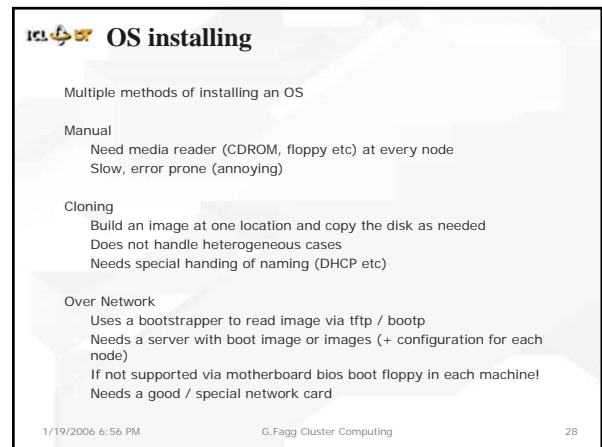 ICL UT OS installing
Multiple methods of installing an OS
Manual
Need media reader (CDROM, floppy etc) at every node
Slow, error prone (annoying)
Cloning
Build an image at one location and copy the disk as needed
Does not handle heterogeneous cases
Needs special handing of naming (DHCP etc)
Over Network
Uses a bootstrapper to read image via tftp / bootp
Needs a server with boot image or images (+ configuration for each
node)
If not supported via motherboard bios boot floppy in each machine!
Needs a good / special network card
1/19/2006 6:56 PM G.Fagg Cluster Computing 28